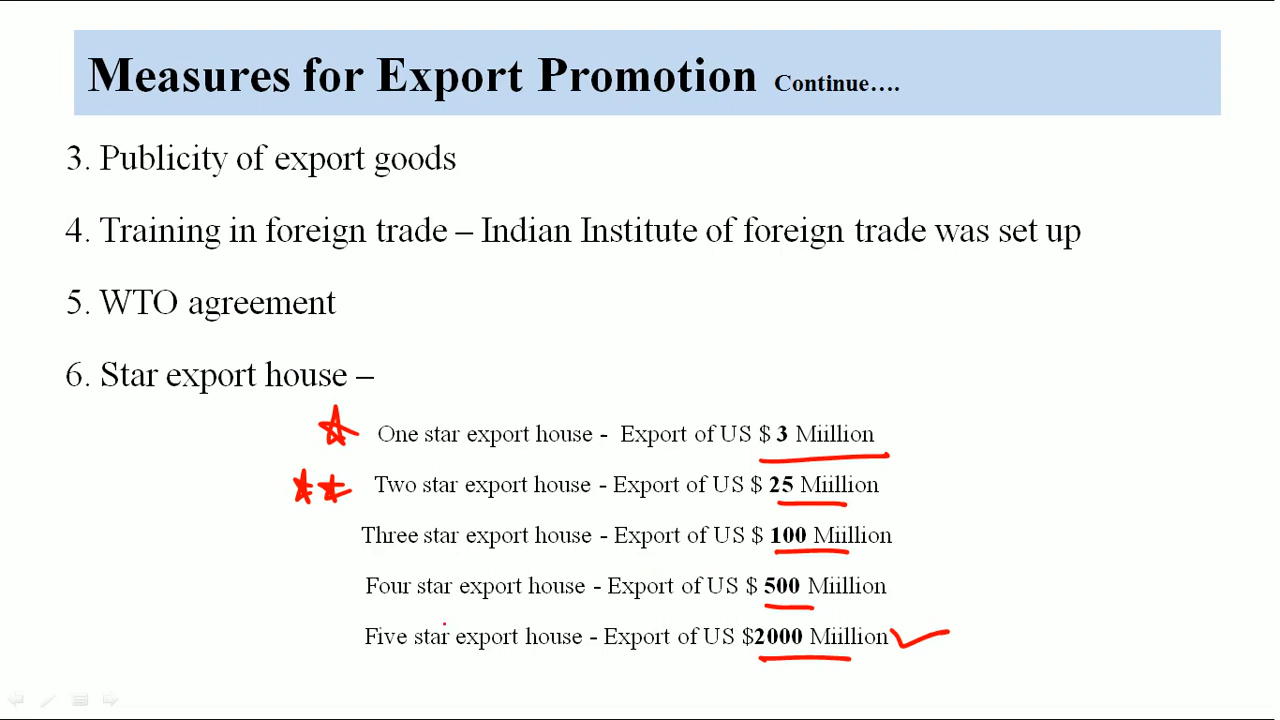 Measures for Export Promotion Continue….
3. Publicity of export goods
4. Training in foreign trade – Indian Institute of foreign trade was set up
5. WTO agreement
6. Star export house –
One star export house - Export of US $ 3 Miillion
Two star export house - Export of US $ 25 Miillion
Three star export house - Export of US $ 100 Miillion
Four star export house - Export of US $ 500 Miillion
Five star export house - Export of US $2000 Miillion